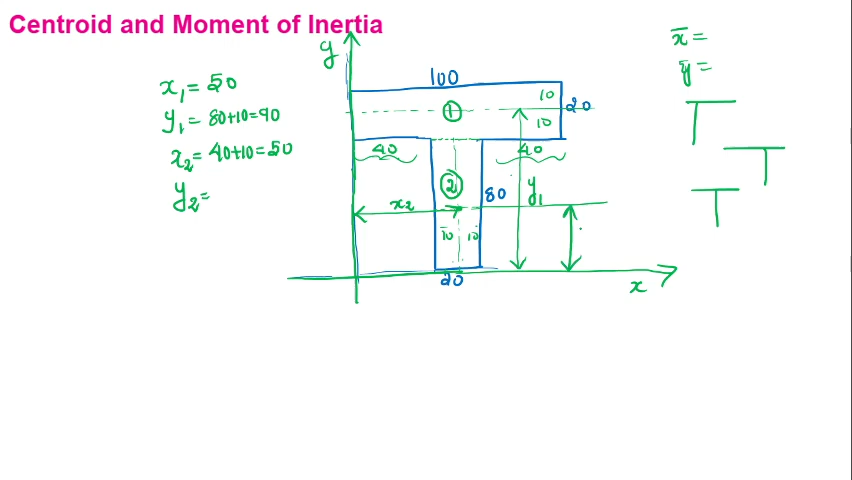 Centroid and Moment of Inertia
y
x₁ = 50
y₁ = 80+10=90
x₂ = 40+10=50
y₂ =
100
①
10
10
20
40
40
②
80
y₁
x₂
10 10
20
x
x̄ =
ȳ =